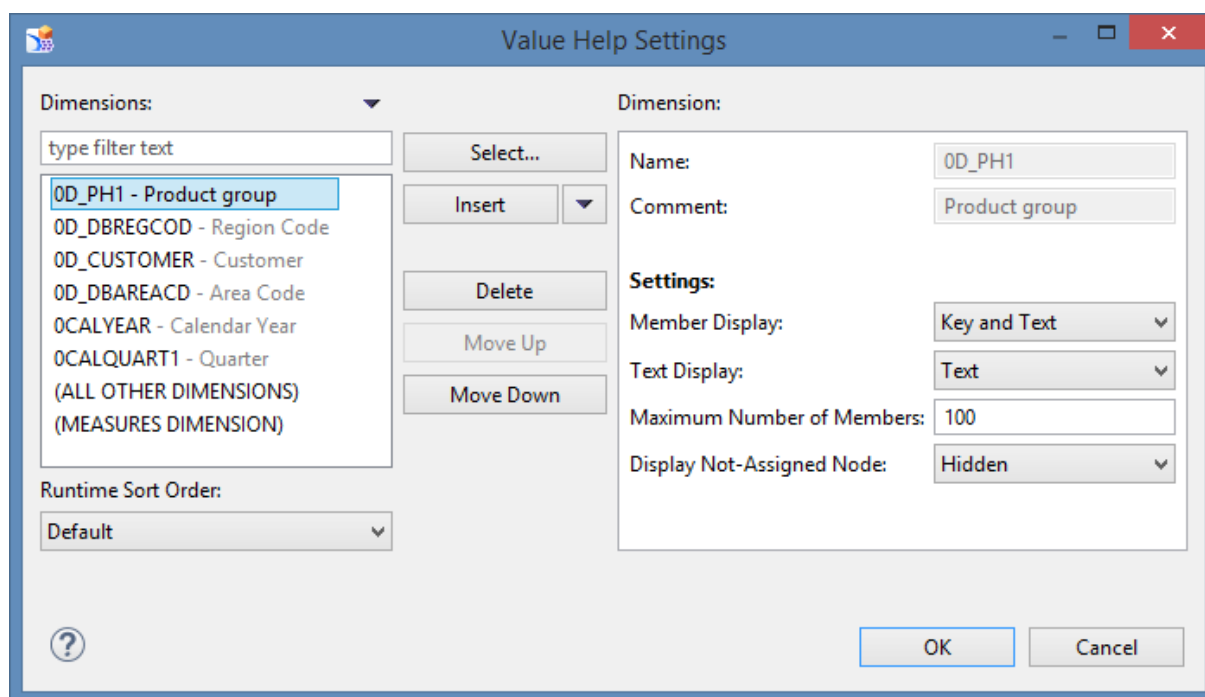 Value Help Settings
Dimensions:
type filter text
0D_PH1 - Product group
0D_DBREGCOD - Region Code
0D_CUSTOMER - Customer
0D_DBAREACD - Area Code
0CALYEAR - Calendar Year
0CALQUART1 - Quarter
(ALL OTHER DIMENSIONS)
(MEASURES DIMENSION)
Runtime Sort Order:
Default
Select...
Insert
Delete
Move Up
Move Down
Dimension:
Name: 0D_PH1
Comment: Product group
Settings:
Member Display: Key and Text
Text Display: Text
Maximum Number of Members: 100
Display Not-Assigned Node: Hidden
?
OK Cancel